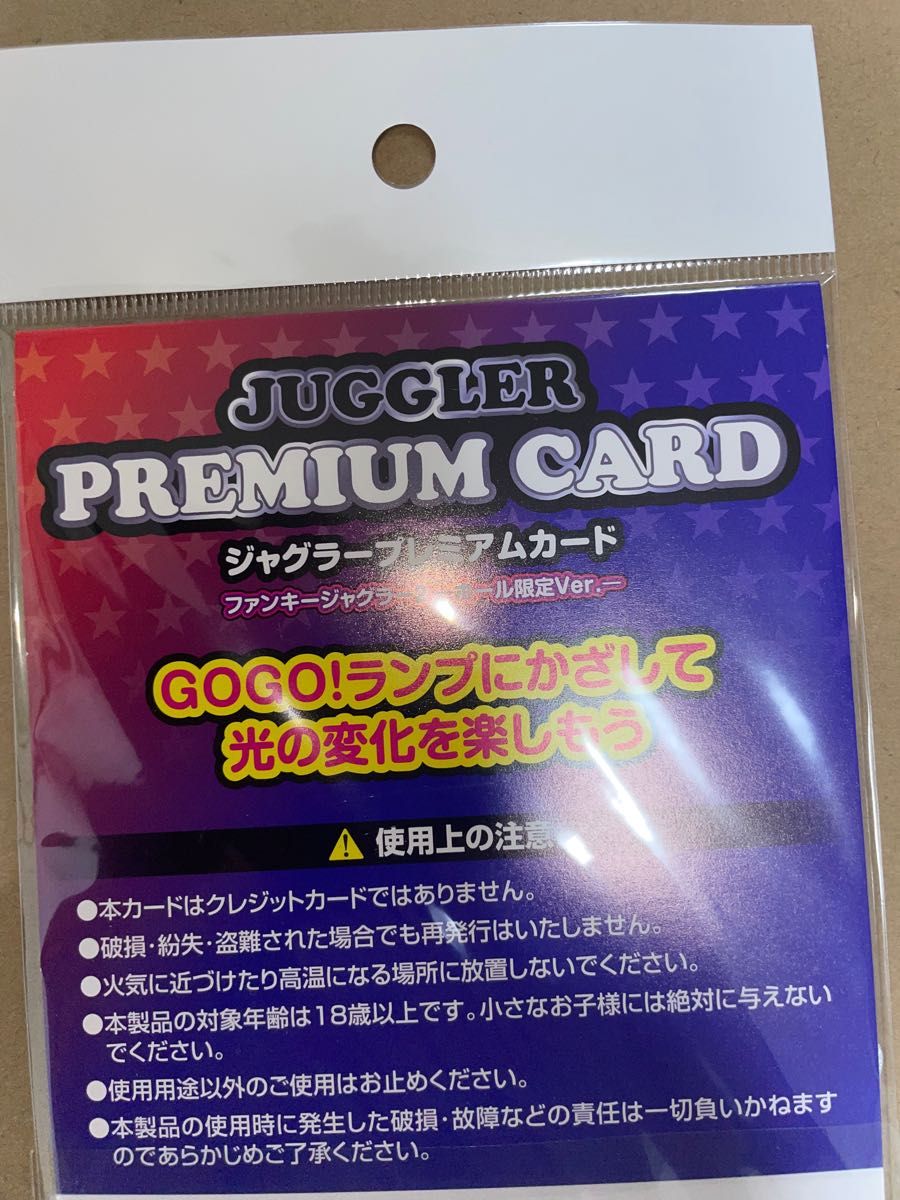 JUGGLER
PREMIUM CARD
ジャグラープレミアムカード
ファンキージャグラー2 ホール限定Ver.ー
GOGO!ランプにかざして
光の変化を楽しもう
使用上の注意
●本カードはクレジットカードではありません。
●破損・紛失・盗難された場合でも再発行はいたしません。
●火気に近づけたり高温になる場所に放置しないでください。
●本製品の対象年齢は18歳以上です。小さなお子様には絶対に与えない
でください。
●使用用途以外のご使用はお止めください。
●本製品の使用時に発生した破損・故障などの責任は一切負いかねます
のであらかじめご了承ください。